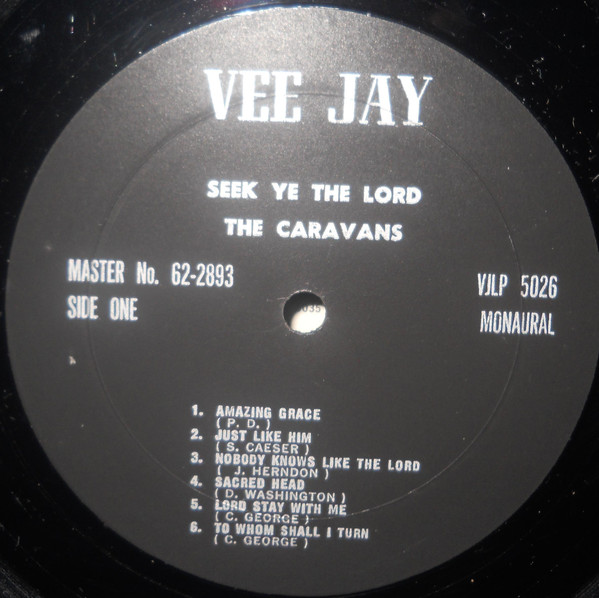 VEE JAY
SEEK YE THE LORD
THE CARAVANS
MASTER No. 62-2893
SIDE ONE
VJLP 5026
MONAURAL
035
1. AMAZING GRACE
( P. D. )
2. JUST LIKE HIM
( S. CAESER )
3. NOBODY KNOWS LIKE THE LORD
( J. HERNDON )
4. SACRED HEAD
( D. WASHINGTON )
5. LORD STAY WITH ME
( C. GEORGE )
6. TO WHOM SHALL I TURN
( C. GEORGE )